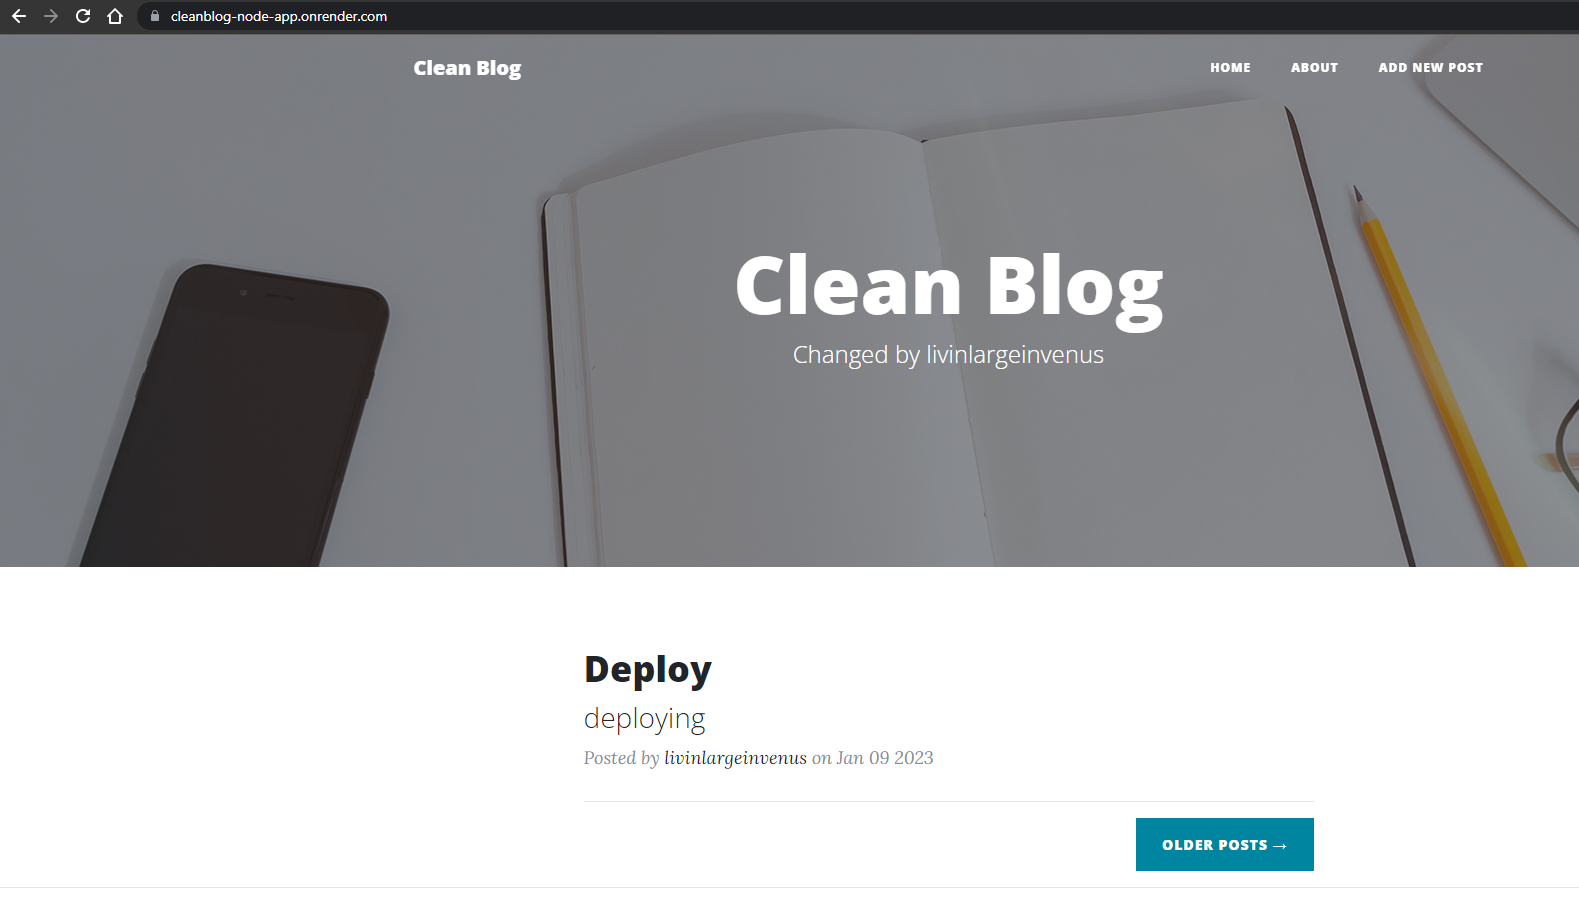 cleanblog-node-app.onrender.com
Clean Blog
HOME ABOUT ADD NEW POST
Clean Blog
Changed by livinlargeinvenus
Deploy
deploying
Posted by livinlargeinvenus on Jan 09 2023
OLDER POSTS →